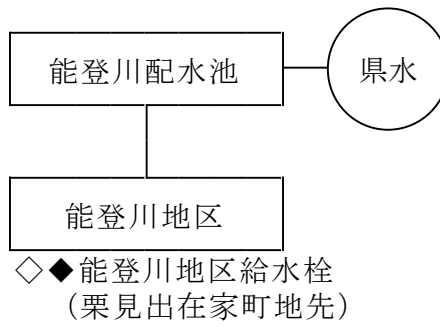 能登川配水池
県水
能登川地区
◇◆能登川地区給水栓
(栗見出在家町地先)